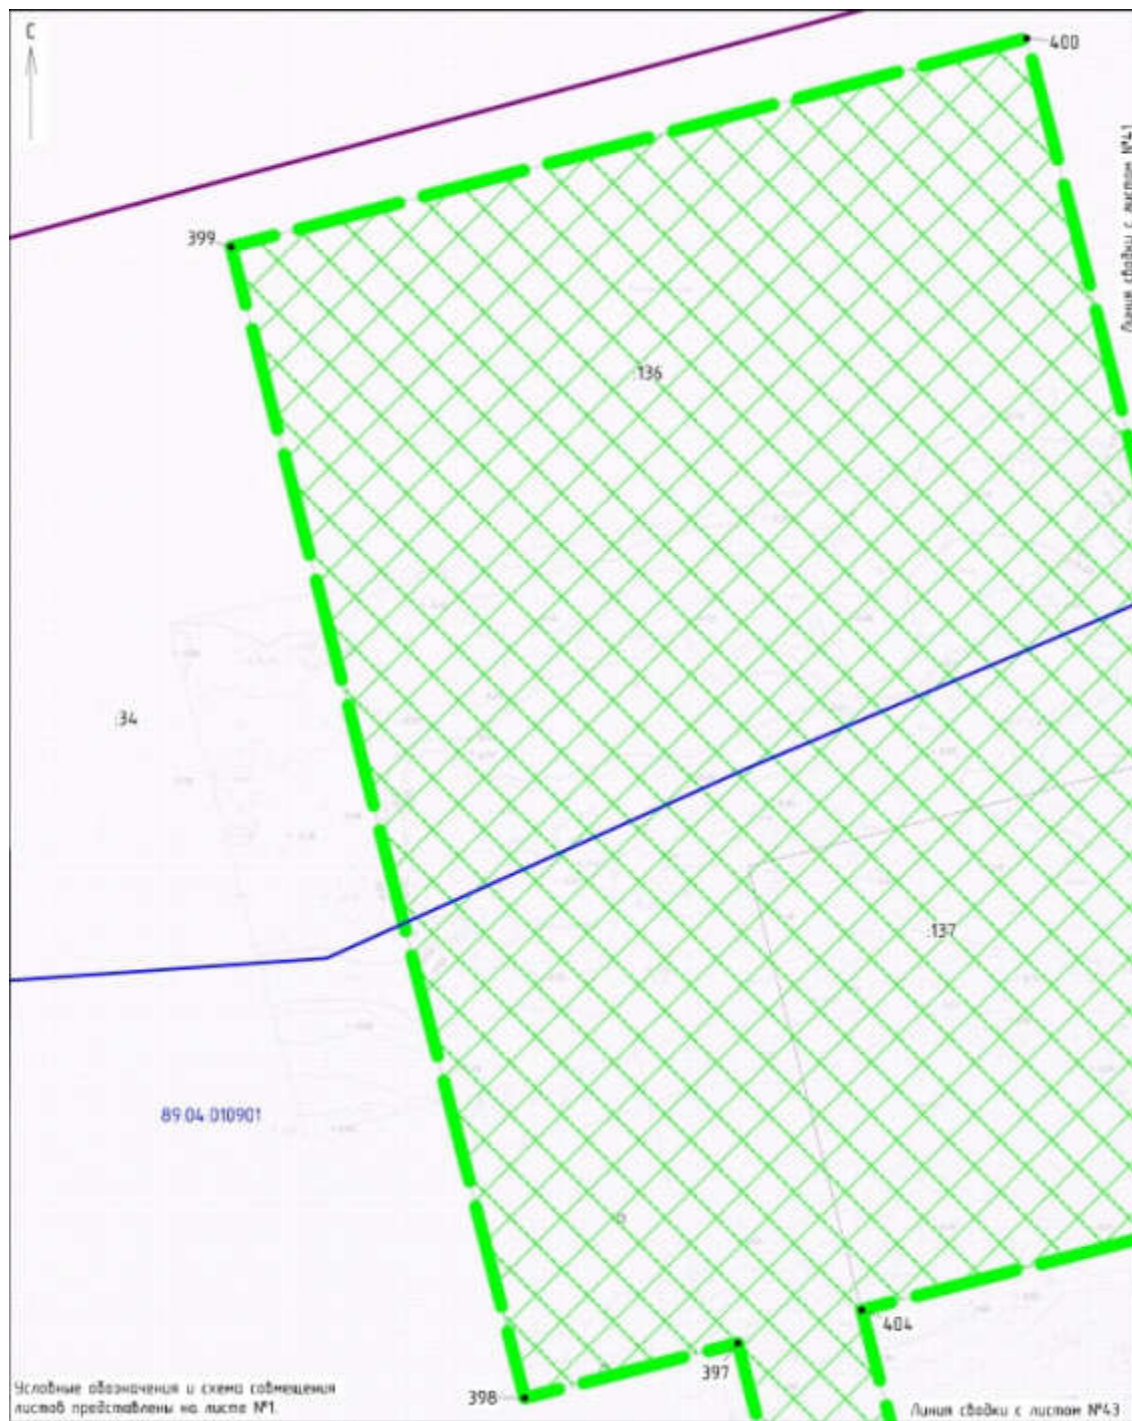 С
400
Линия сводки с листом №41
399
:136
:34
:137
89:04:010901
404
397
398
Условные обозначения и схема совмещения
листов представлены на листе №1.
Линия сводки с листом №43